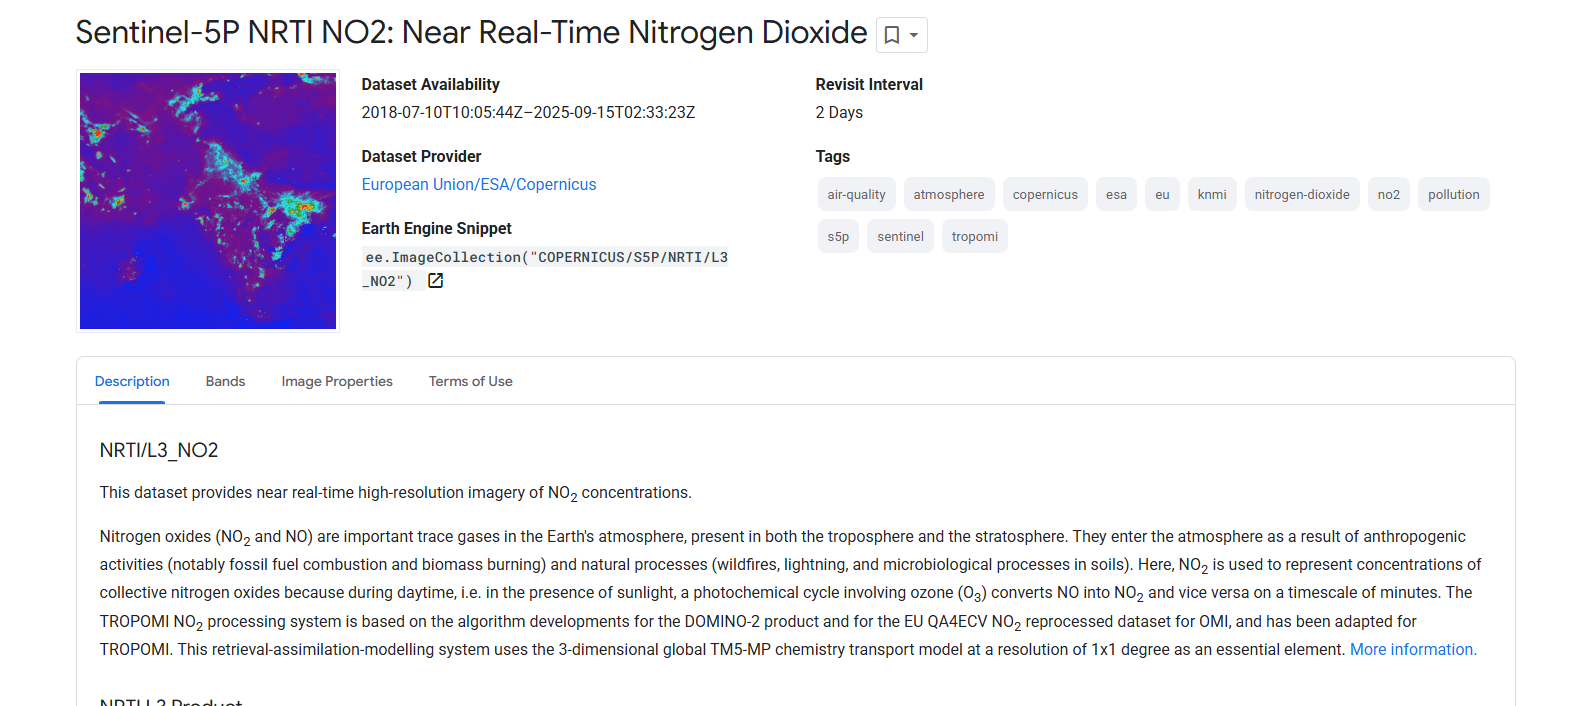 Sentinel-5P NRTI NO2: Near Real-Time Nitrogen Dioxide
Dataset Availability
2018-07-10T10:05:44Z–2025-09-15T02:33:23Z
Dataset Provider
European Union/ESA/Copernicus
Earth Engine Snippet
ee.ImageCollection("COPERNICUS/S5P/NRTI/L3
_NO2")
Revisit Interval
2 Days
Tags
air-quality atmosphere copernicus esa eu knmi nitrogen-dioxide no2 pollution
s5p sentinel tropomi
Description Bands Image Properties Terms of Use
NRTI/L3_NO2
This dataset provides near real-time high-resolution imagery of NO₂ concentrations.
Nitrogen oxides (NO₂ and NO) are important trace gases in the Earth's atmosphere, present in both the troposphere and the stratosphere. They enter the atmosphere as a result of anthropogenic
activities (notably fossil fuel combustion and biomass burning) and natural processes (wildfires, lightning, and microbiological processes in soils). Here, NO₂ is used to represent concentrations of
collective nitrogen oxides because during daytime, i.e. in the presence of sunlight, a photochemical cycle involving ozone (O₃) converts NO into NO₂ and vice versa on a timescale of minutes. The
TROPOMI NO₂ processing system is based on the algorithm developments for the DOMINO-2 product and for the EU QA4ECV NO₂ reprocessed dataset for OMI, and has been adapted for
TROPOMI. This retrieval-assimilation-modelling system uses the 3-dimensional global TM5-MP chemistry transport model at a resolution of 1x1 degree as an essential element. More information.
NRTI L3 Product